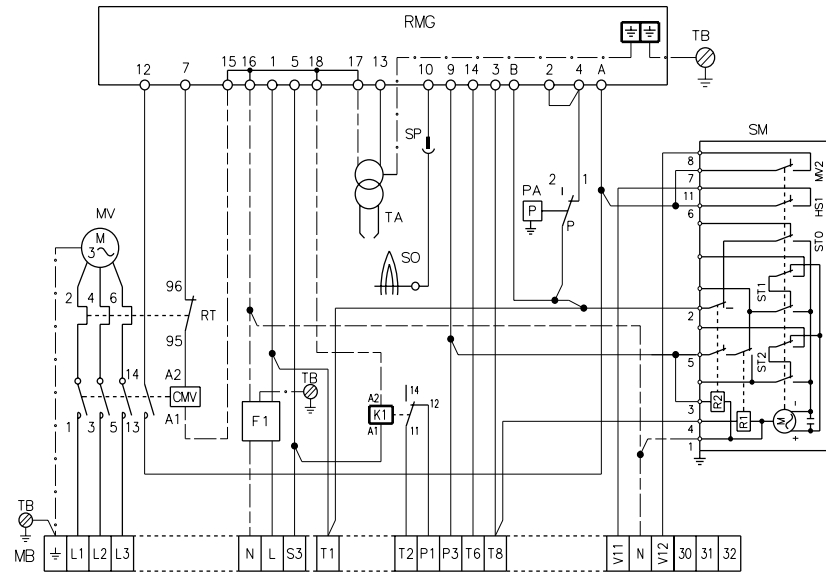 RMG
TB
12 7 15 16 1 5 18 17 13 10 9 14 3 B 2 4 A
SP
SM
8
7
MV2
11
6
HS1
ST0
PA
P
2
1
P
TA
SO
MV
M
3
2 4 6
96
RT
95
ST1
2
ST2
5
3
R2
R1
M
-
+
4
1
14
A2
CMV
A1
1 3 5 13
TB
F1
A2
K1
A1
14
12
11
TB
MB
L1 L2 L3 N L S3 T1 T2 P1 P3 T6 T8 V11 N V12 30 31 32